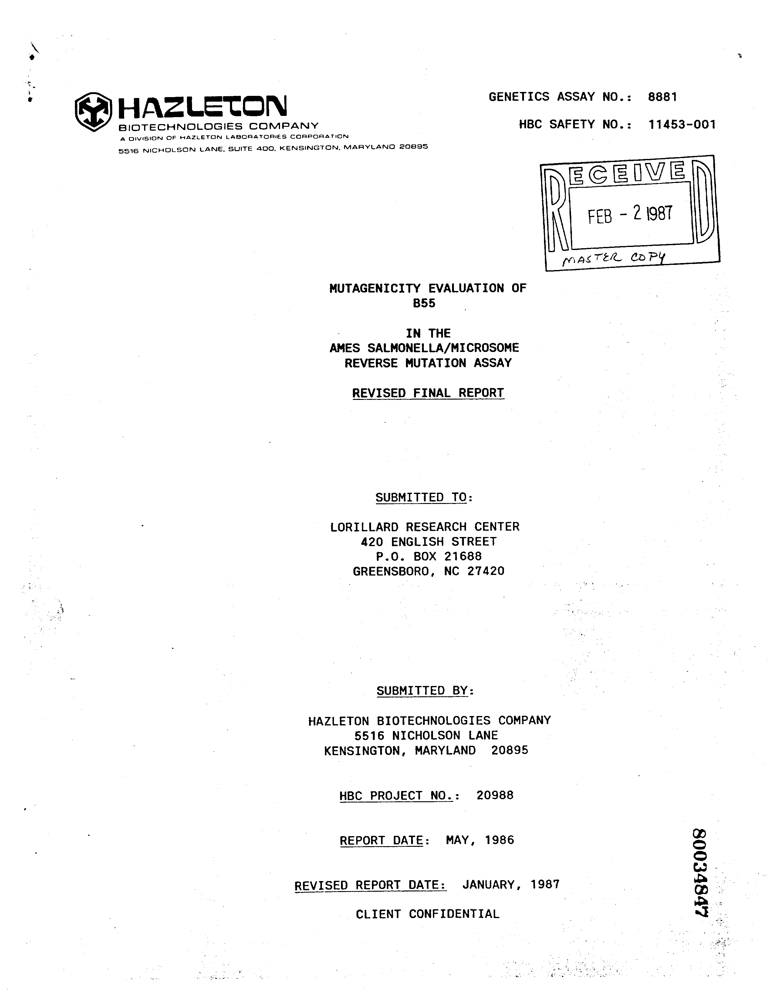 HAZLETON
BIOTECHNOLOGIES COMPANY
A DIVISION OF HAZLETON LABORATORIES CORPORATION
5516 NICHOLSON LANE, SUITE 400, KENSINGTON, MARYLAND 20895
GENETICS ASSAY NO.: 8881
HBC SAFETY NO.: 11453-001
RECEIVED
FEB - 2 1987
MASTER COPY
MUTAGENICITY EVALUATION OF
B55
IN THE
AMES SALMONELLA/MICROSOME
REVERSE MUTATION ASSAY
REVISED FINAL REPORT
SUBMITTED TO:
LORILLARD RESEARCH CENTER
420 ENGLISH STREET
P.O. BOX 21688
GREENSBORO, NC 27420
SUBMITTED BY:
HAZLETON BIOTECHNOLOGIES COMPANY
5516 NICHOLSON LANE
KENSINGTON, MARYLAND 20895
HBC PROJECT NO.: 20988
REPORT DATE: MAY, 1986
REVISED REPORT DATE: JANUARY, 1987
CLIENT CONFIDENTIAL
80034847